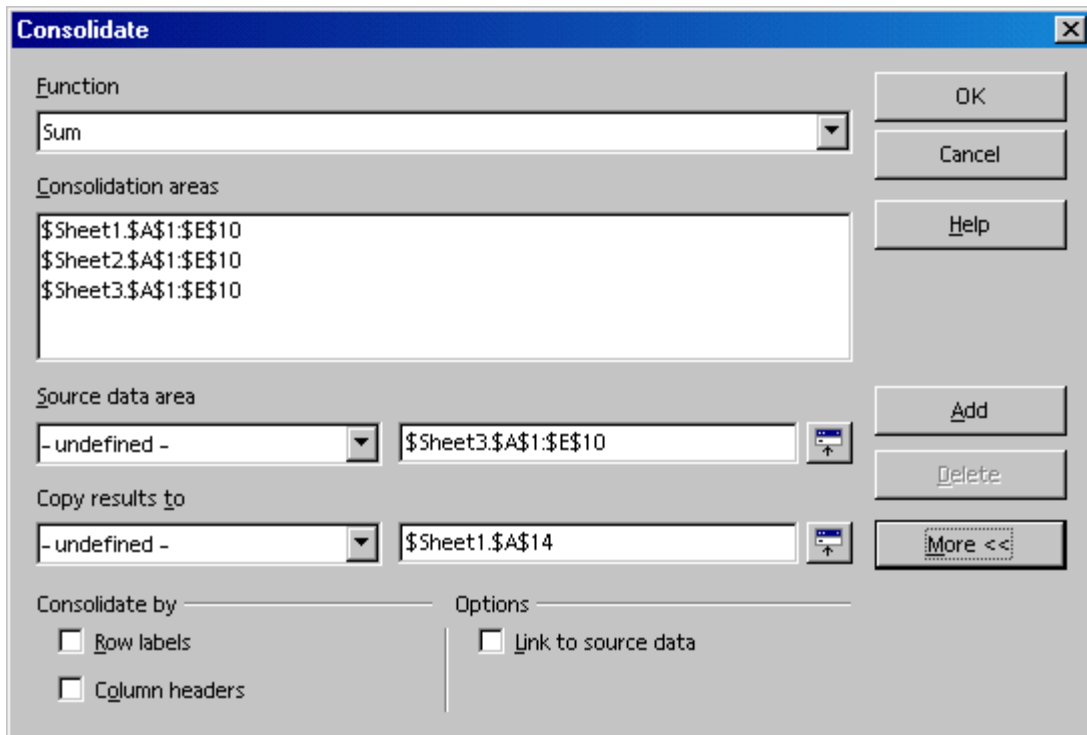 Consolidate
Function
OK
Sum
Cancel
Consolidation areas
$Sheet1.$A$1:$E$10
$Sheet2.$A$1:$E$10
$Sheet3.$A$1:$E$10
Help
Source data area
Add
- undefined -
$Sheet3.$A$1:$E$10
Delete
Copy results to
- undefined -
$Sheet1.$A$14
More <<
Consolidate by
Options
Row labels
Link to source data
Column headers